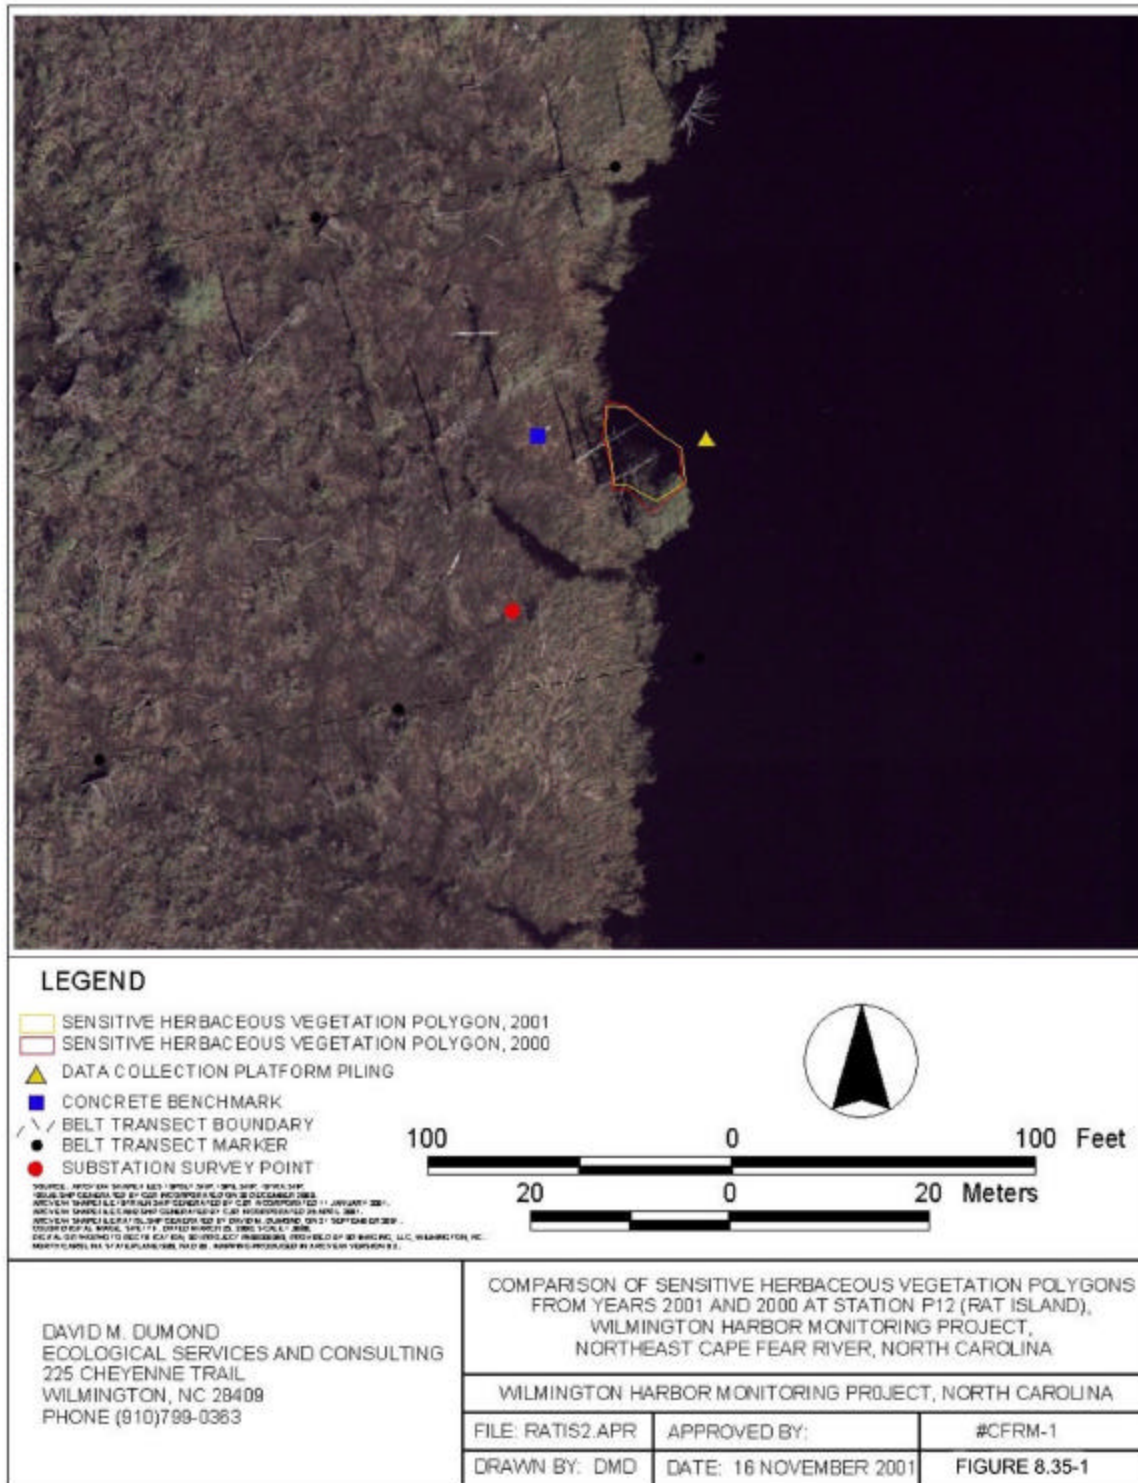 LEGEND
SENSITIVE HERBACEOUS VEGETATION POLYGON, 2001
SENSITIVE HERBACEOUS VEGETATION POLYGON, 2000
DATA COLLECTION PLATFORM PILING
CONCRETE BENCHMARK
BELT TRANSECT BOUNDARY
BELT TRANSECT MARKER
SUBSTATION SURVEY POINT
100 0 100 Feet
20 0 20 Meters
DAVID M. DUMOND
ECOLOGICAL SERVICES AND CONSULTING
225 CHEYENNE TRAIL
WILMINGTON, NC 28409
PHONE (910)799-0363
COMPARISON OF SENSITIVE HERBACEOUS VEGETATION POLYGONS
FROM YEARS 2001 AND 2000 AT STATION P12 (RAT ISLAND),
WILMINGTON HARBOR MONITORING PROJECT,
NORTHEAST CAPE FEAR RIVER, NORTH CAROLINA
WILMINGTON HARBOR MONITORING PROJECT, NORTH CAROLINA
FILE: RATIS2.APR
APPROVED BY:
#CFRM-1
DRAWN BY: DMD
DATE: 16 NOVEMBER 2001
FIGURE 8.35-1